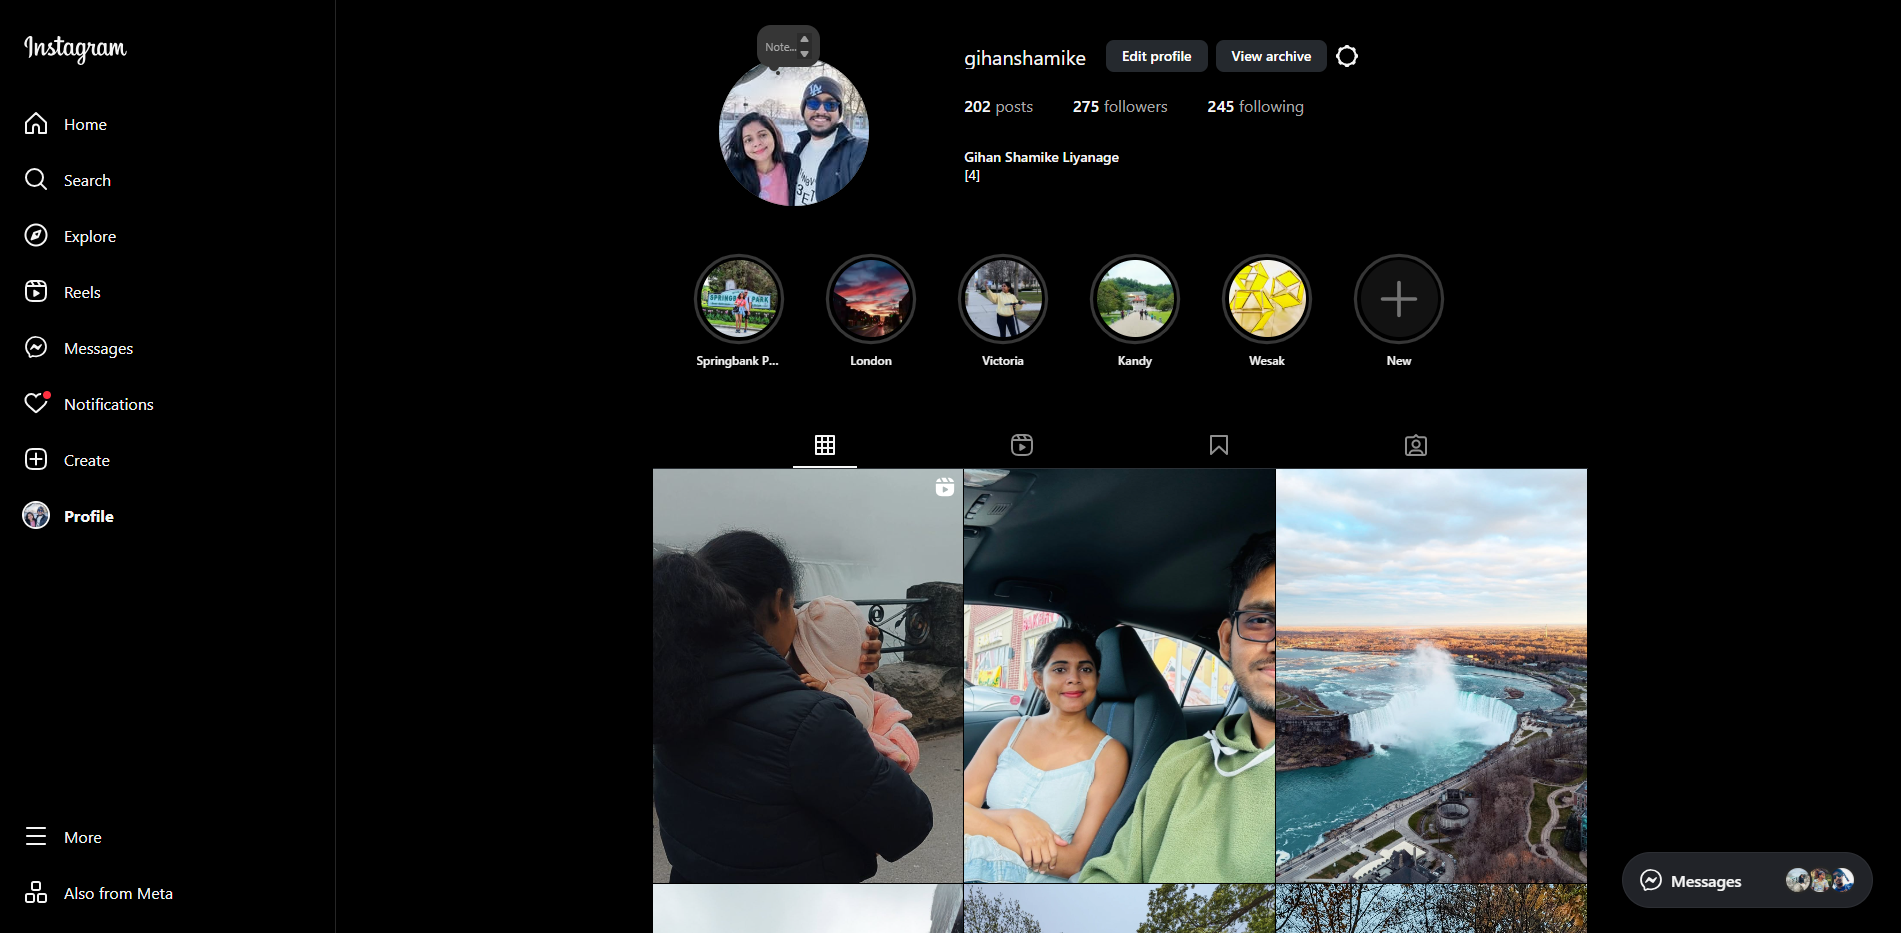 Instagram
Home
Search
Explore
Reels
Messages
Notifications
Create
Profile
More
Also from Meta
Note...
gihanshamike
Edit profile
View archive
202 posts
275 followers
245 following
Gihan Shamike Liyanage
[4]
Springbank P...
London
Victoria
Kandy
Wesak
New
Messages